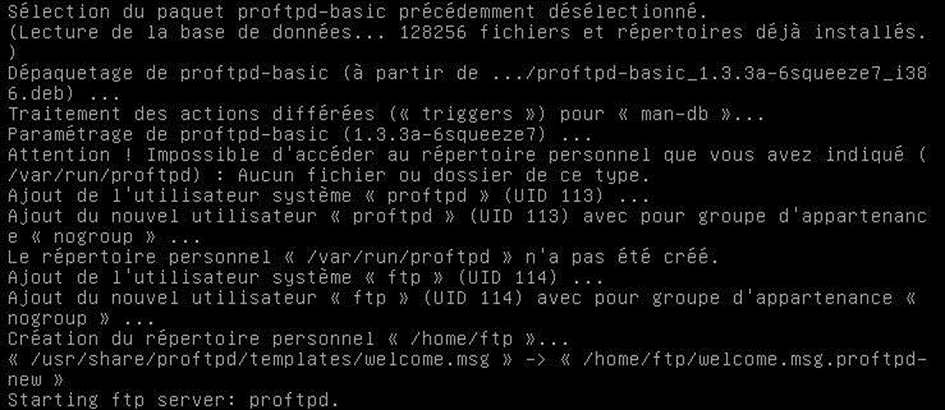 Sélection du paquet proftpd-basic précédemment désélectionné.
(Lecture de la base de données... 128256 fichiers et répertoires déjà installés.
)
Dépaquetage de proftpd-basic (à partir de .../proftpd-basic_1.3.3a-6squeeze7_i38
6.deb) ...
Traitement des actions différées (« triggers ») pour « man-db »...
Paramétrage de proftpd-basic (1.3.3a-6squeeze7) ...
Attention ! Impossible d'accéder au répertoire personnel que vous avez indiqué (
/var/run/proftpd) : Aucun fichier ou dossier de ce type.
Ajout de l'utilisateur système « proftpd » (UID 113) ...
Ajout du nouvel utilisateur « proftpd » (UID 113) avec pour groupe d'appartenanc
e « nogroup » ...
Le répertoire personnel « /var/run/proftpd » n'a pas été créé.
Ajout de l'utilisateur système « ftp » (UID 114) ...
Ajout du nouvel utilisateur « ftp » (UID 114) avec pour groupe d'appartenance «
nogroup » ...
Création du répertoire personnel « /home/ftp »...
« /usr/share/proftpd/templates/welcome.msg » -> « /home/ftp/welcome.msg.proftpd-
new »
Starting ftp server: proftpd.